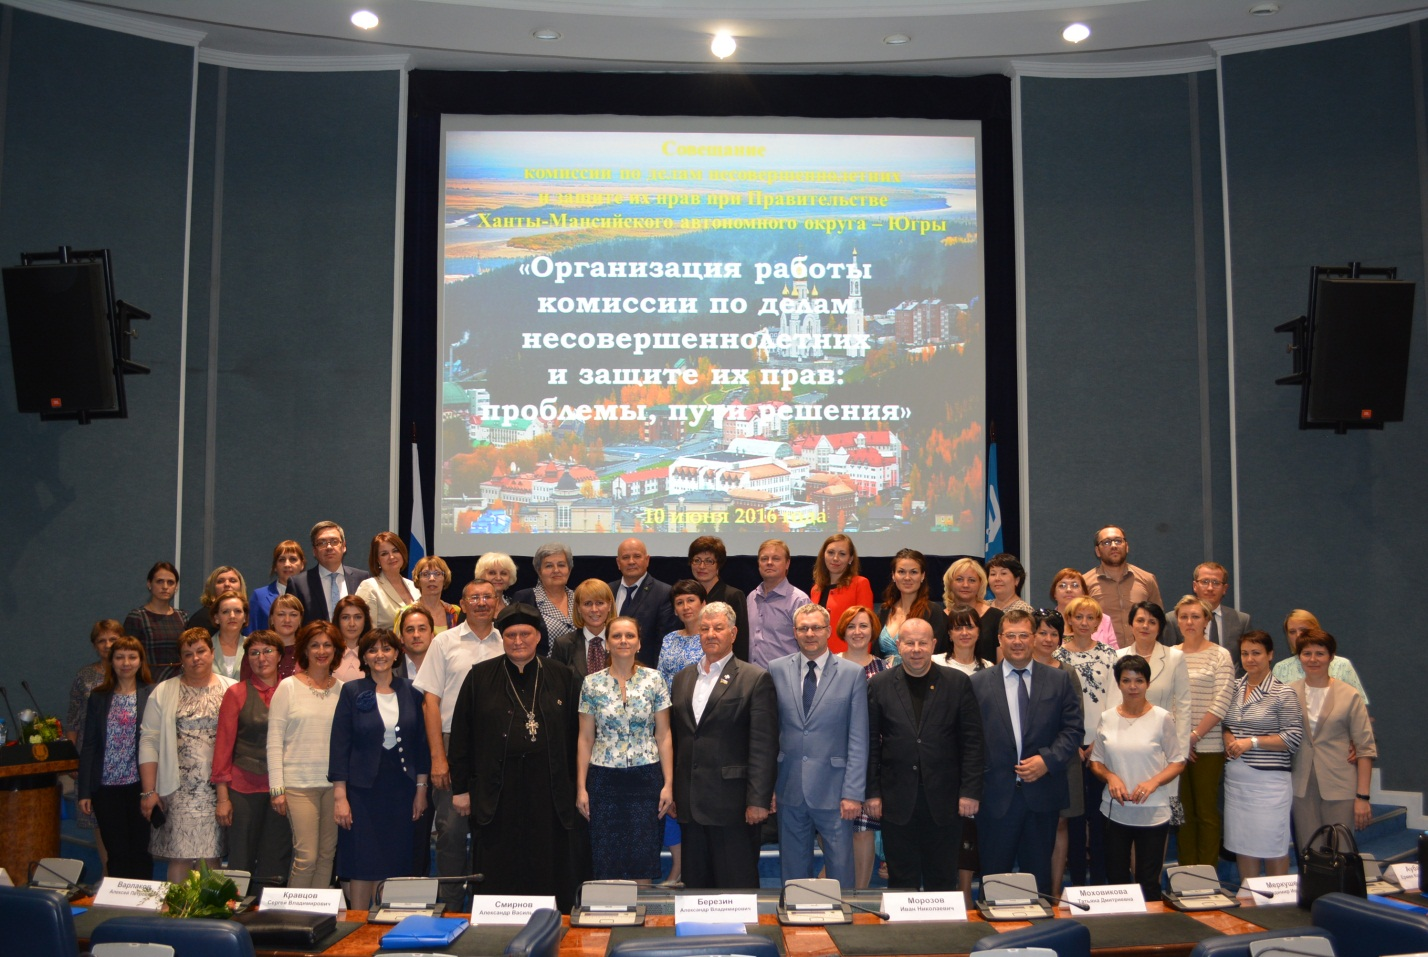 Совещание
комиссии по делам несовершеннолетних
и защите их прав при Правительстве
Ханты-Мансийского автономного округа – Югры
«Организация работы
комиссии по делам
несовершеннолетних
и защите их прав:
проблемы, пути решения»
10 июня 2016 года
Кравцов
Сергей Владимирович
Смирнов
Александр
Березин
Александр Владимирович
Морозов
Иван Николаевич
Моховикова
Татьяна Дмитриевна